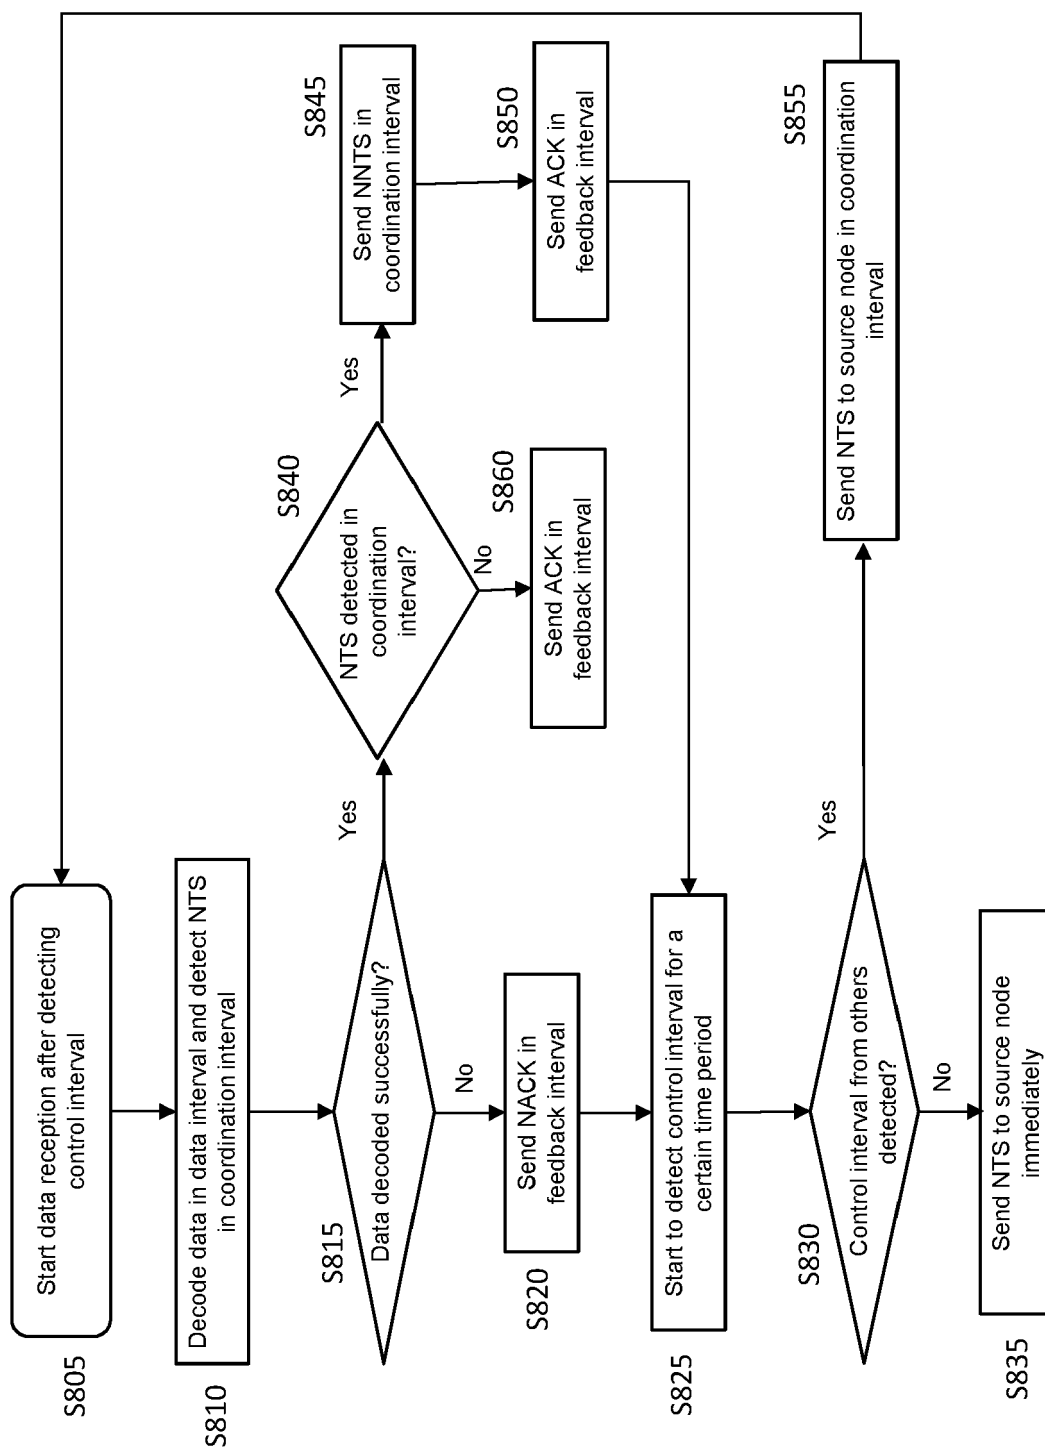 S805
Start data reception after detecting
control interval
S810
Decode data in data interval and detect NTS
in coordination interval
S815
Data decoded successfully?
Yes
No
S820
Send NACK in
feedback interval
S825
Start to detect control interval for a
certain time period
S830
Control interval from others
detected?
Yes
No
S835
Send NTS to source node
immediately
S840
NTS detected in
coordination
interval?
Yes
No
S845
Send NNTS in
coordination interval
S850
Send ACK in
feedback interval
S860
Send ACK in
feedback interval
S855
Send NTS to source node in coordination
interval